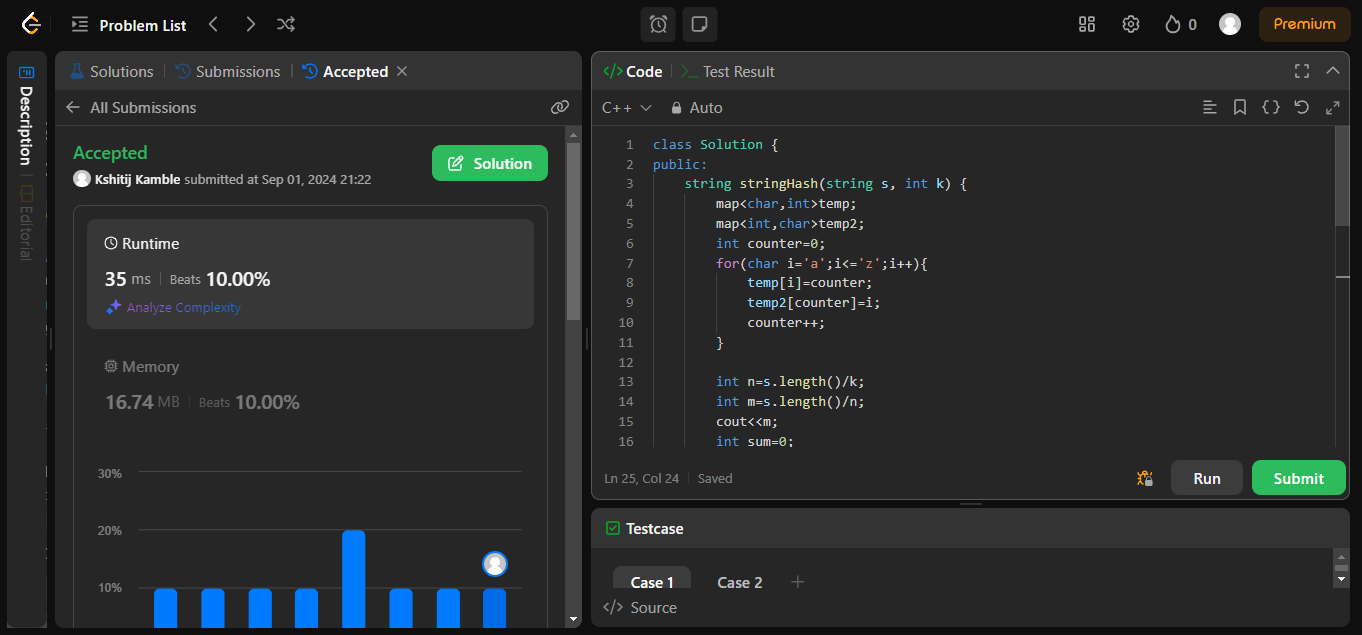 Problem List
0
Premium
Description
Editorial
Solutions
Submissions
Accepted
All Submissions
Accepted
Solution
Kshitij Kamble submitted at Sep 01, 2024 21:22
Runtime
35 ms
Beats 10.00%
Analyze Complexity
Memory
16.74 MB
Beats 10.00%
30%
20%
10%
</> Code
Test Result
C++
Auto
1 class Solution {
2 public:
3 string stringHash(string s, int k) {
4 map<char,int>temp;
5 map<int,char>temp2;
6 int counter=0;
7 for(char i='a';i<='z';i++){
8 temp[i]=counter;
9 temp2[counter]=i;
10 counter++;
11 }
12
13 int n=s.length()/k;
14 int m=s.length()/n;
15 cout<<m;
16 int sum=0;
Ln 25, Col 24
Saved
Run
Submit
Testcase
Case 1
Case 2
+
</> Source